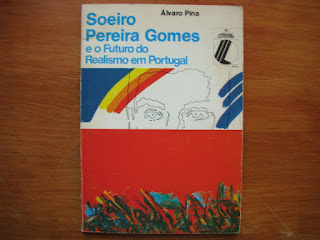 Álvaro Pina
Soeiro
Pereira Gomes
e o Futuro do
Realismo em Portugal